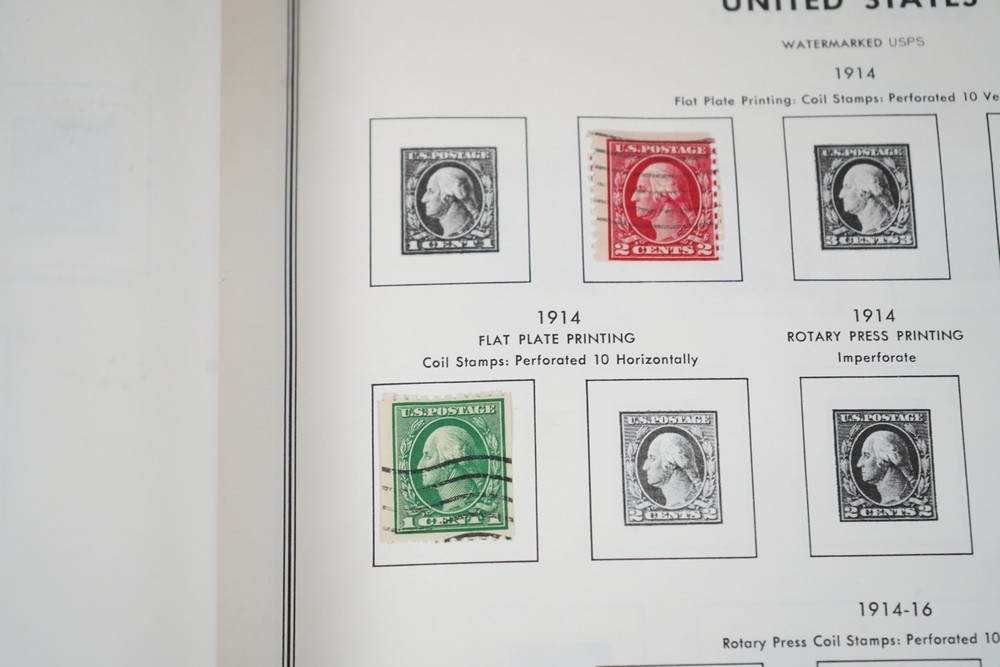 UNITED STATES
WATERMARKED USPS
1914
Flat Plate Printing: Coil Stamps: Perforated 10
U.S. POSTAGE
1 CENT 1
U.S. POSTAGE
2 CENTS 2
U.S. POSTAGE
3 CENTS 3
1914
FLAT PLATE PRINTING
Coil Stamps: Perforated 10 Horizontally
1914
ROTARY PRESS PRINTING
Imperforate
U.S. POSTAGE
1 CENT 1
U.S. POSTAGE
2 CENTS 2
U.S. POSTAGE
2 CENTS 2
1914-16
Rotary Press Coil Stamps: Perforated 10